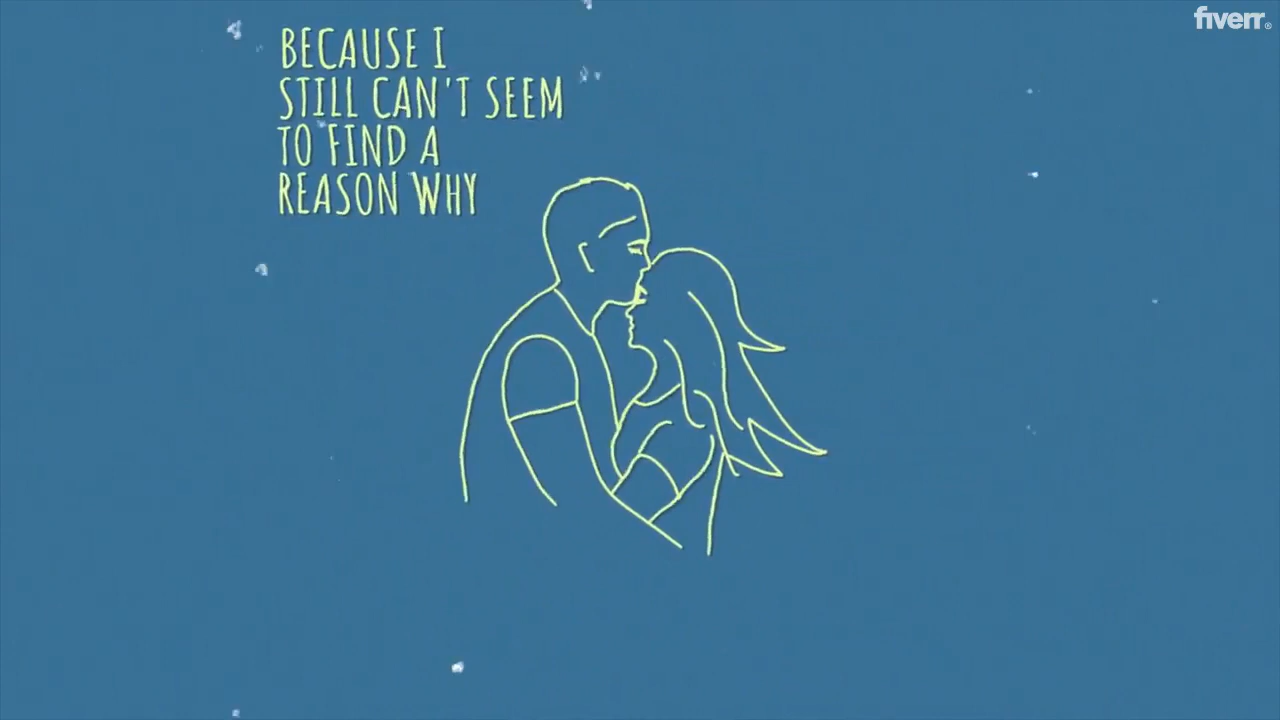 fiverr.
BECAUSE I
STILL CAN'T SEEM
TO FIND A
REASON WHY